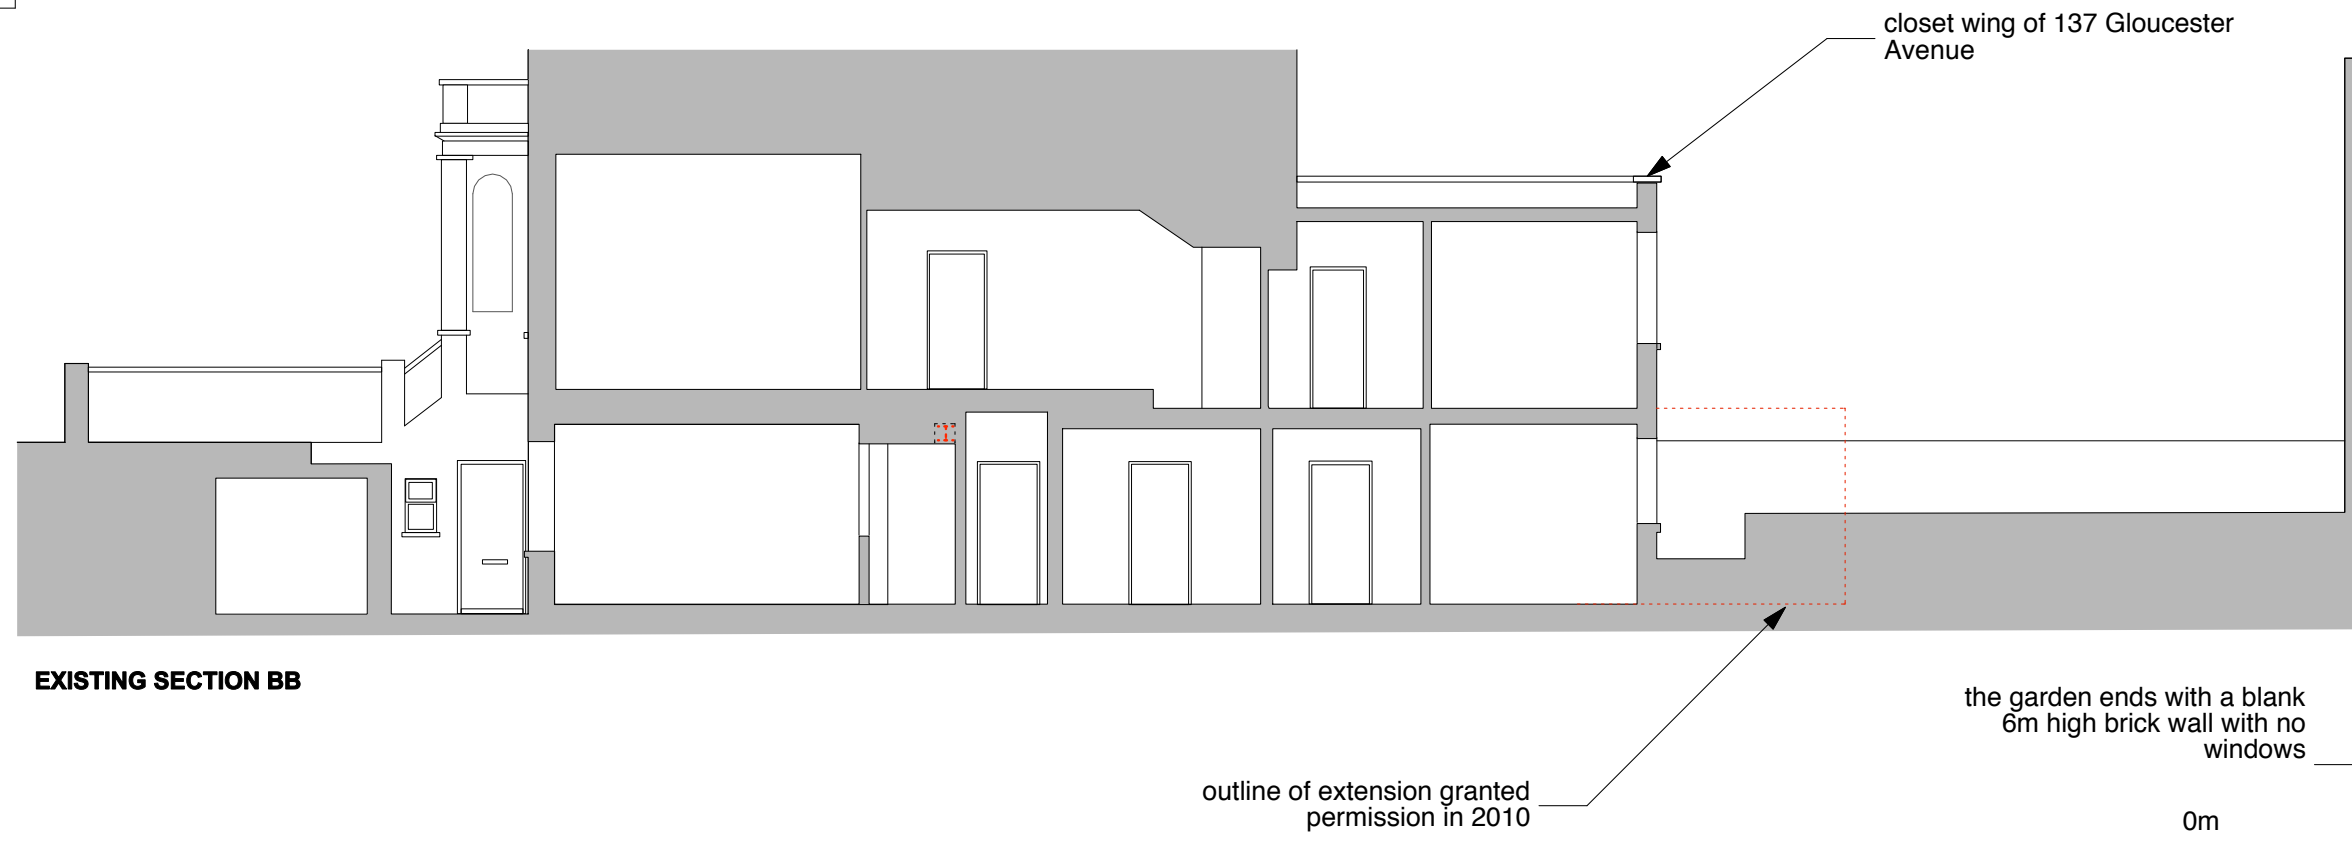 closet wing of 137 Gloucester
Avenue
EXISTING SECTION BB
the garden ends with a blank
6m high brick wall with no
windows
outline of extension granted
permission in 2010
0m